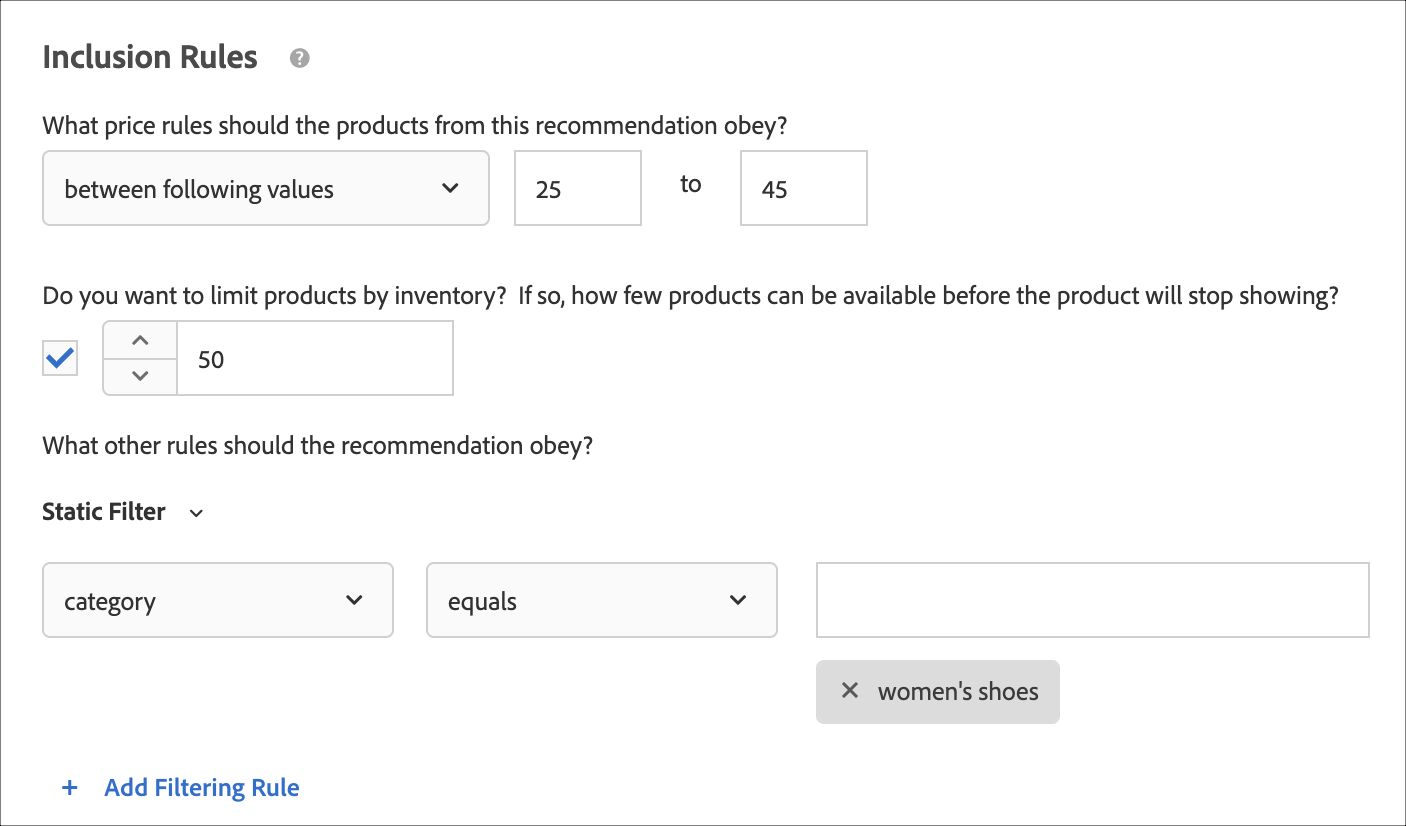 Inclusion Rules ?
What price rules should the products from this recommendation obey?
between following values 25 to 45
Do you want to limit products by inventory?  If so, how few products can be available before the product will stop showing?
50
What other rules should the recommendation obey?
Static Filter
category equals
women's shoes
+ Add Filtering Rule